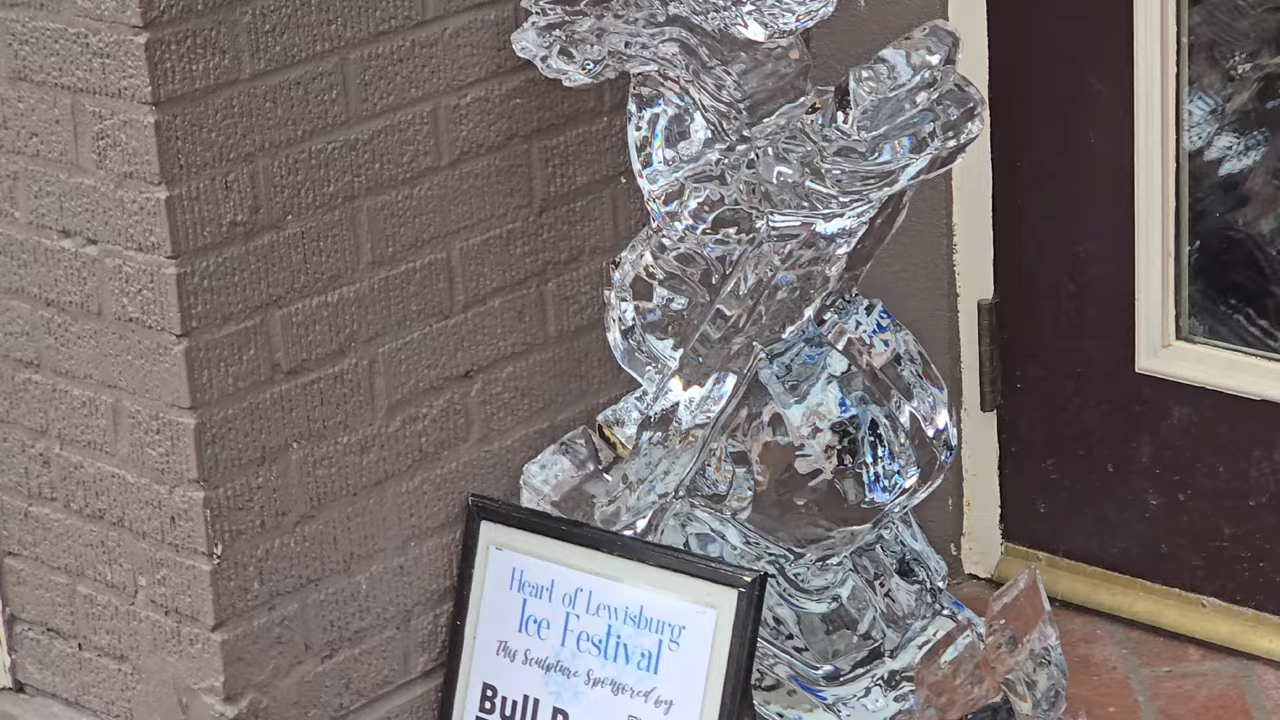 Heart of Lewisburg
Ice Festival
This Sculpture Sponsored by
Bull